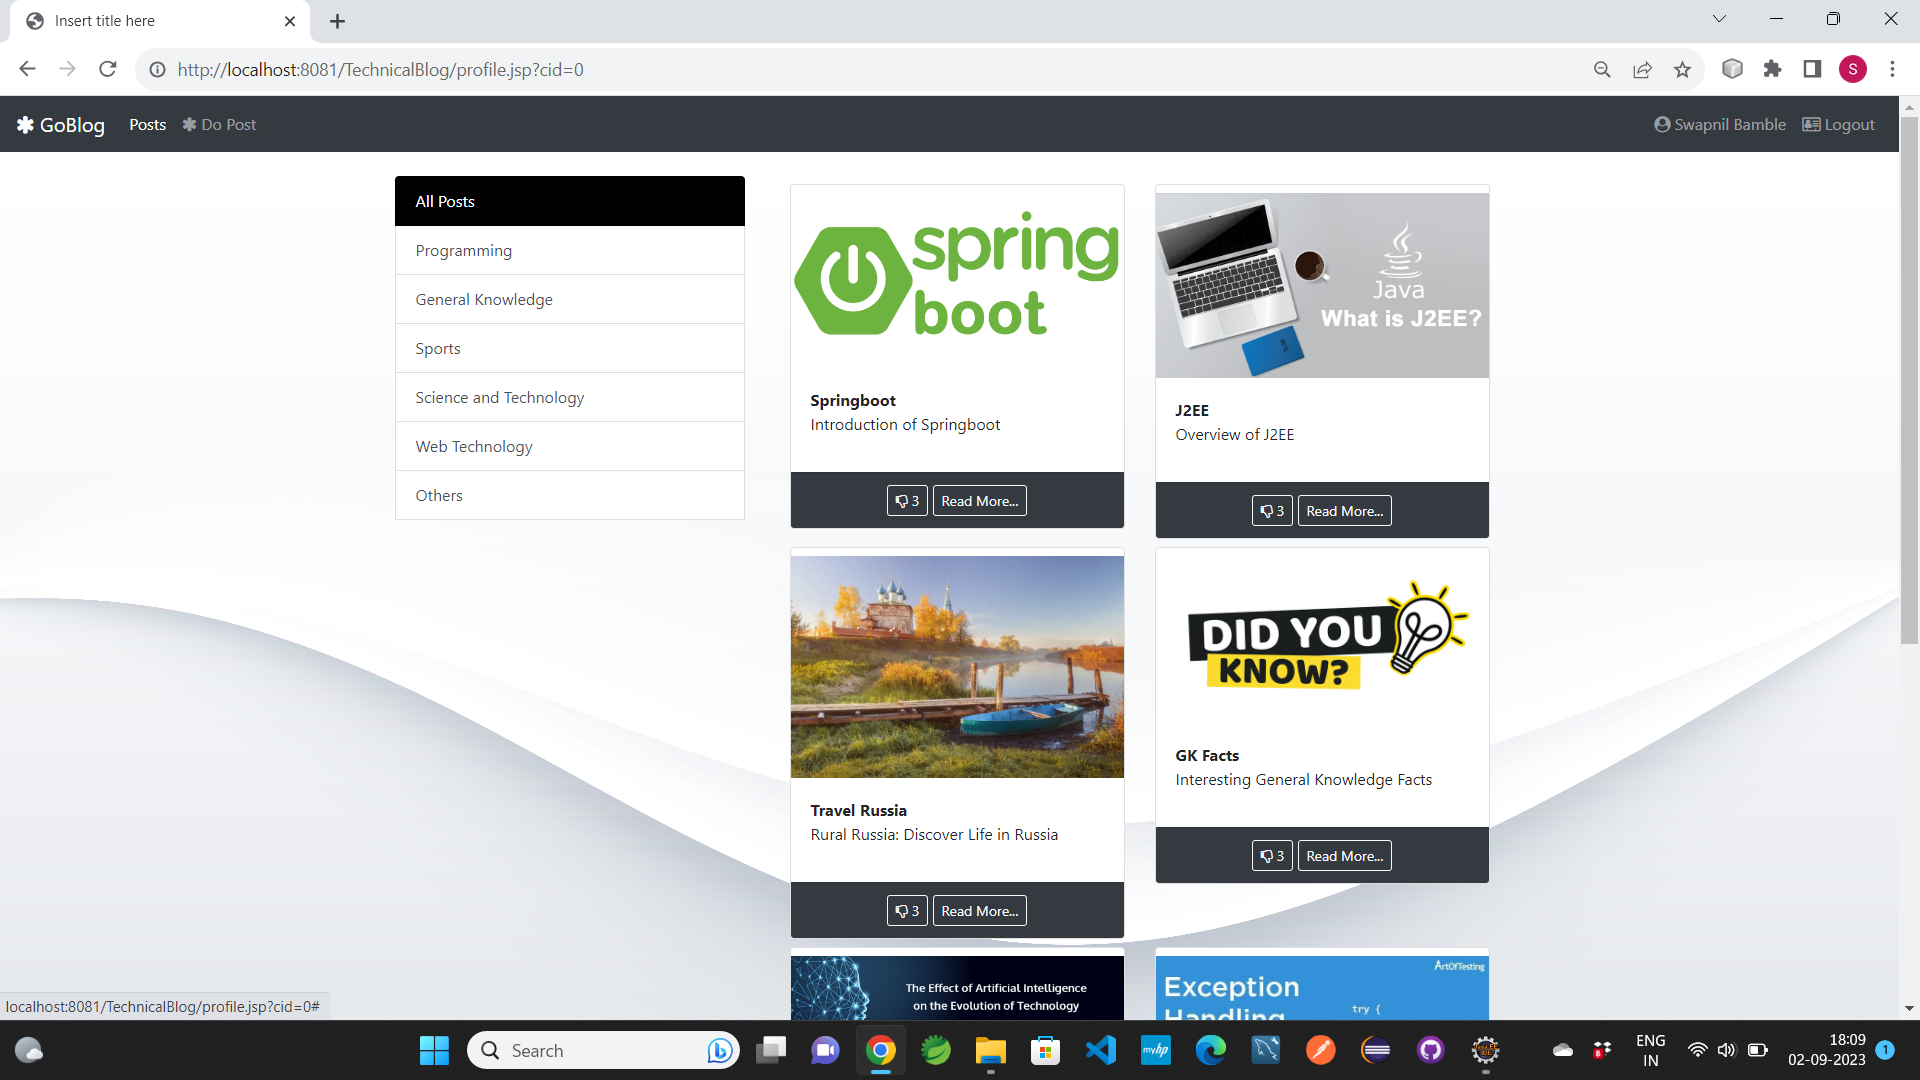 Insert title here
http://localhost:8081/TechnicalBlog/profile.jsp?cid=0
S
GoBlog
Posts
Do Post
Swapnil Bamble
Logout
All Posts
Programming
General Knowledge
Sports
Science and Technology
Web Technology
Others
spring
boot
Springboot
Introduction of Springboot
3
Read More...
Java
What is J2EE?
J2EE
Overview of J2EE
3
Read More...
Travel Russia
Rural Russia: Discover Life in Russia
3
Read More...
DID YOU
KNOW?
GK Facts
Interesting General Knowledge Facts
3
Read More...
The Effect of Artificial Intelligence
on the Evolution of Technology
ArtOfTesting
Exception
Handling
try {
localhost:8081/TechnicalBlog/profile.jsp?cid=0#
Search
myhp
ENG
IN
18:09
02-09-2023
1